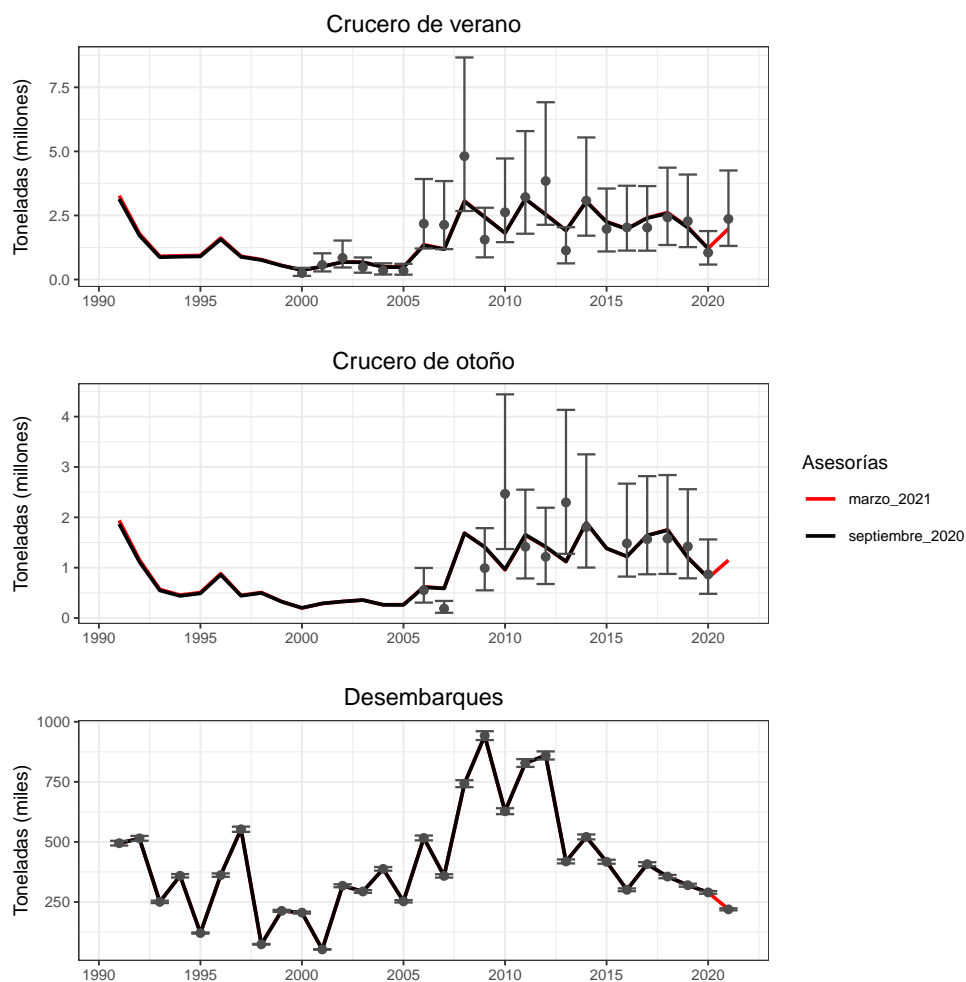 Crucero de verano
Toneladas (millones)
7.5
5.0
2.5
0.0
1990 1995 2000 2005 2010 2015 2020
Crucero de otoño
Toneladas (millones)
4
3
2
1
0
1990 1995 2000 2005 2010 2015 2020
Asesorías
marzo_2021
septiembre_2020
Desembarques
Toneladas (miles)
1000
750
500
250
1990 1995 2000 2005 2010 2015 2020